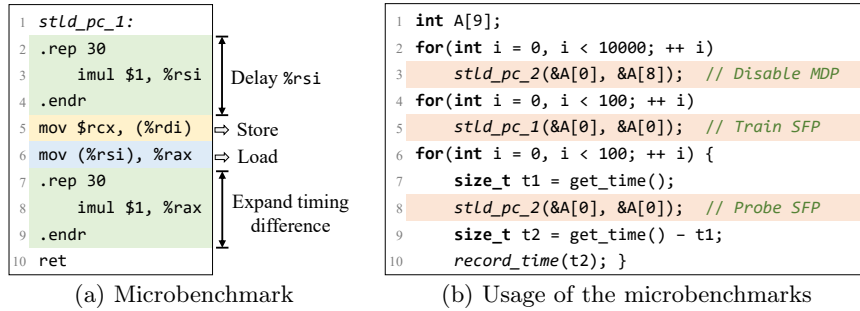 1 stld_pc_1:
2 .rep 30
3 imul $1, %rsi
4 .endr
5 mov $rcx, (%rdi)
6 mov (%rsi), %rax
7 .rep 30
8 imul $1, %rax
9 .endr
10 ret
Delay %rsi
⇨ Store
⇨ Load
Expand timing
difference
(a) Microbenchmark
1 int A[9];
2 for(int i = 0, i < 10000; ++ i)
3 stld_pc_2(&A[0], &A[8]); // Disable MDP
4 for(int i = 0, i < 100; ++ i)
5 stld_pc_1(&A[0], &A[0]); // Train SFP
6 for(int i = 0, i < 100; ++ i) {
7 size_t t1 = get_time();
8 stld_pc_2(&A[0], &A[0]); // Probe SFP
9 size_t t2 = get_time() – t1;
10 record_time(t2); }
(b) Usage of the microbenchmarks